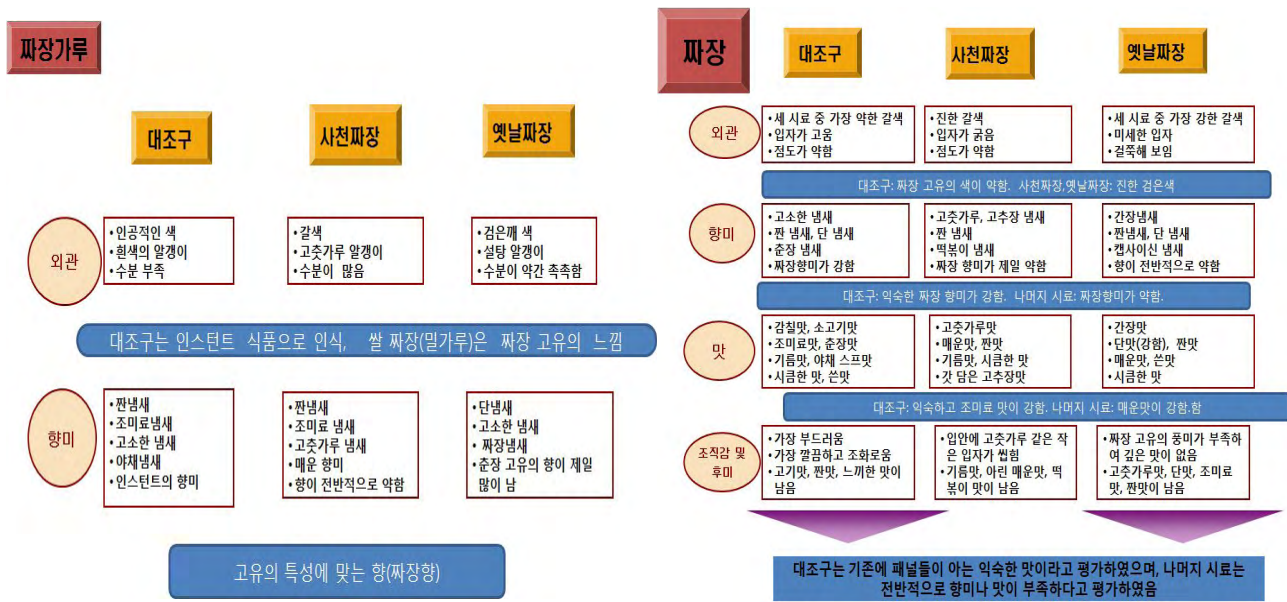 짜장가루
대조구
사천짜장
옛날짜장
외관
• 인공적인 색
• 흰색의 알갱이
• 수분 부족
• 갈색
• 고춧가루 알갱이
• 수분이 많음
• 검은깨 색
• 설탕 알갱이
• 수분이 약간 촉촉함
대조구는 인스턴트 식품으로 인식, 쌀 짜장(밀가루)은 짜장 고유의 느낌
향미
• 짠냄새
• 조미료냄새
• 고소한 냄새
• 야채냄새
• 인스턴트의 향미
• 짠냄새
• 조미료 냄새
• 고춧가루 냄새
• 매운 향미
• 향이 전반적으로 약함
• 단냄새
• 고소한 냄새
• 짜장냄새
• 춘장 고유의 향이 제일
많이 남
고유의 특성에 맞는 향(짜장향)
짜장
대조구
사천짜장
옛날짜장
외관
• 세 시료 중 가장 약한 갈색
• 입자가 고움
• 점도가 약함
• 진한 갈색
• 입자가 굵음
• 점도가 약함
• 세 시료 중 가장 강한 갈색
• 미세한 입자
• 걸쭉해 보임
대조구: 짜장 고유의 색이 약함. 사천짜장,옛날짜장: 진한 검은색
향미
• 고소한 냄새
• 짠 냄새, 단 냄새
• 춘장 냄새
• 짜장향미가 강함
• 고춧가루, 고추장 냄새
• 짠 냄새
• 떡볶이 냄새
• 짜장 향미가 제일 약함
• 간장냄새
• 짠냄새, 단 냄새
• 캡사이신 냄새
• 향이 전반적으로 약함
대조구: 익숙한 짜장 향미가 강함. 나머지 시료: 짜장향미가 약함.
맛
• 감칠맛, 소고기맛
• 조미료맛, 춘장맛
• 기름맛, 야채 스프맛
• 시큼한 맛, 쓴맛
• 고춧가루맛
• 매운맛, 짠맛
• 기름맛, 시큼한 맛
• 갓 담은 고추장맛
• 간장맛
• 단맛(강함), 짠맛
• 매운맛, 쓴맛
• 시큼한 맛
대조구: 익숙하고 조미료 맛이 강함. 나머지 시료: 매운맛이 강함.함
조직감 및
후미
• 가장 부드러움
• 가장 깔끔하고 조화로움
• 고기맛, 짠맛, 느끼한 맛이
남음
• 입안에 고춧가루 같은 작
은 입자가 씹힘
• 기름맛, 아린 매운맛, 떡
볶이 맛이 남음
• 짜장 고유의 풍미가 부족하
여 깊은 맛이 없음
• 고춧가루맛, 단맛, 조미료
맛, 짠맛이 남음
대조구는 기존에 패널들이 아는 익숙한 맛이라고 평가하였으며, 나머지 시료는
전반적으로 향미나 맛이 부족하다고 평가하였음